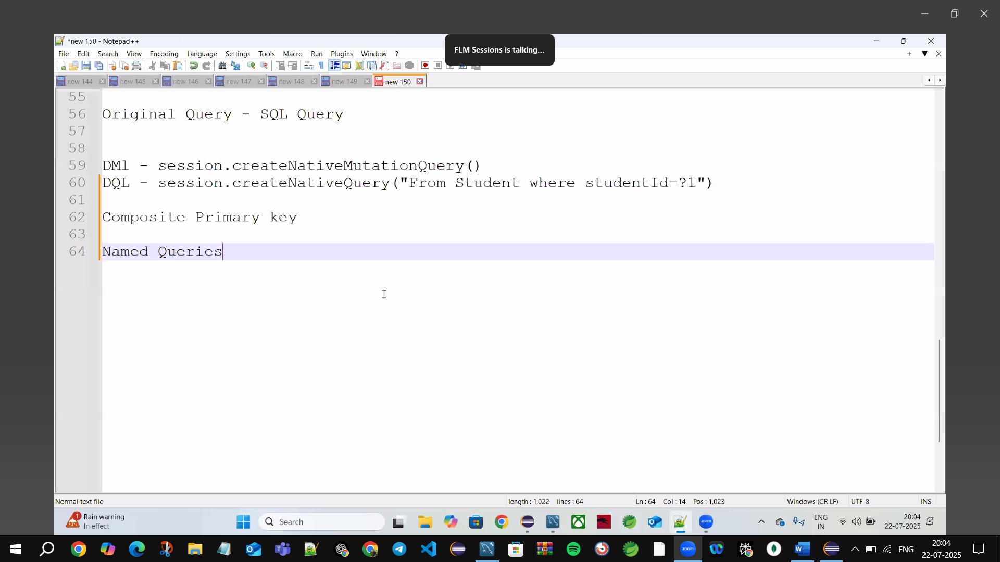 *new 150 - Notepad++
FLM Sessions is talking...
File Edit Search View Encoding Language Settings Tools Macro Run Plugins Window ?
new 144 new 145 new 146 new 147 new 148 new 149 new 150
55
56 Original Query - SQL Query
57
58
59 DMl - session.createNativeMutationQuery()
60 DQL - session.createNativeQuery("From Student where studentId=?1")
61
62 Composite Primary key
63
64 Named Queries
Normal text file length : 1,022 lines : 64 Ln : 64 Col : 14 Pos : 1,023 Windows (CR LF) UTF-8 INS
1 Rain warning
In effect
Search
zoom
ENG
IN
20:04
22-07-2025
zoom
W
ENG
20:04
22-07-2025